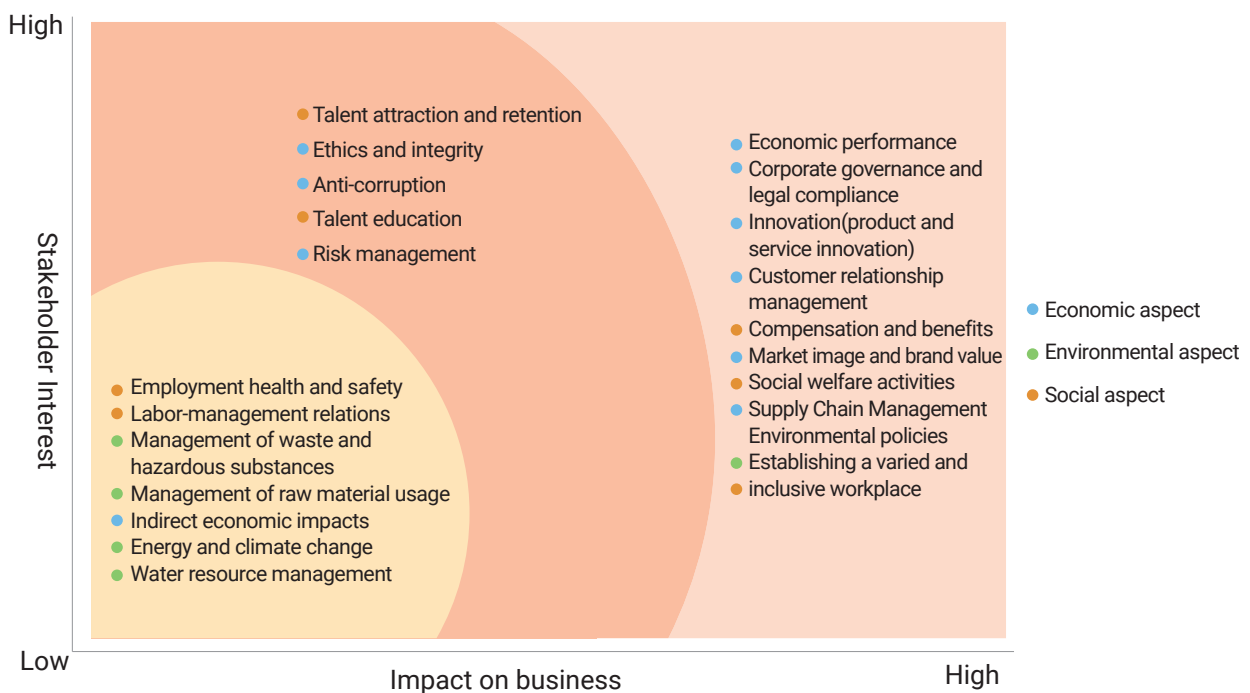 High
Talent attraction and retention
Ethics and integrity
Anti-corruption
Talent education
Risk management
Economic performance
Corporate governance and
legal compliance
Innovation(product and
service innovation)
Customer relationship
management
Compensation and benefits
Market image and brand value
Social welfare activities
Supply Chain Management
Environmental policies
Establishing a varied and
inclusive workplace
Stakeholder Interest
Employment health and safety
Labor-management relations
Management of waste and
hazardous substances
Management of raw material usage
Indirect economic impacts
Energy and climate change
Water resource management
Economic aspect
Environmental aspect
Social aspect
Low
Impact on business
High